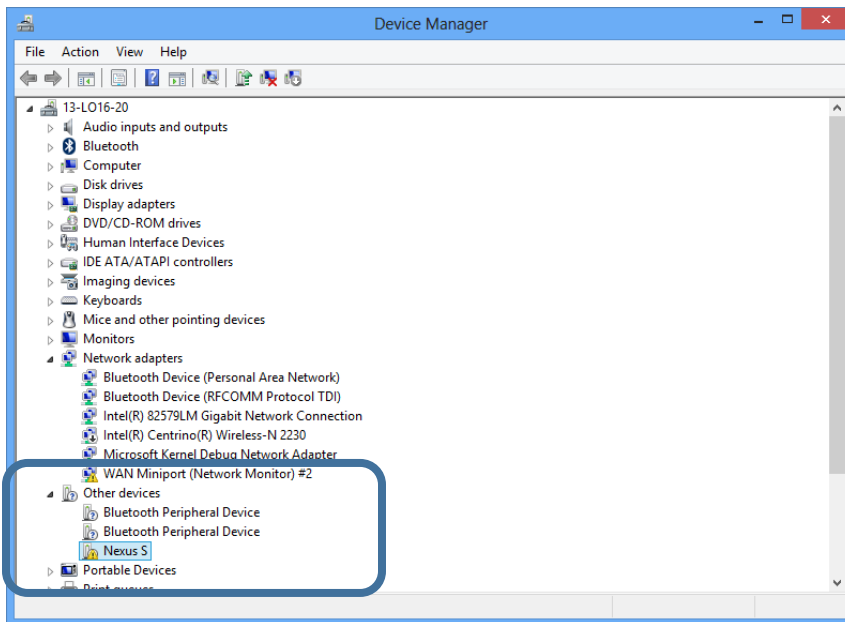 Device Manager
File Action View Help
13-LO16-20
Audio inputs and outputs
Bluetooth
Computer
Disk drives
Display adapters
DVD/CD-ROM drives
Human Interface Devices
IDE ATA/ATAPI controllers
Imaging devices
Keyboards
Mice and other pointing devices
Monitors
Network adapters
Bluetooth Device (Personal Area Network)
Bluetooth Device (RFCOMM Protocol TDI)
Intel(R) 82579LM Gigabit Network Connection
Intel(R) Centrino(R) Wireless-N 2230
Microsoft Kernel Debug Network Adapter
WAN Miniport (Network Monitor) #2
Other devices
Bluetooth Peripheral Device
Bluetooth Peripheral Device
Nexus S
Portable Devices
Print queues